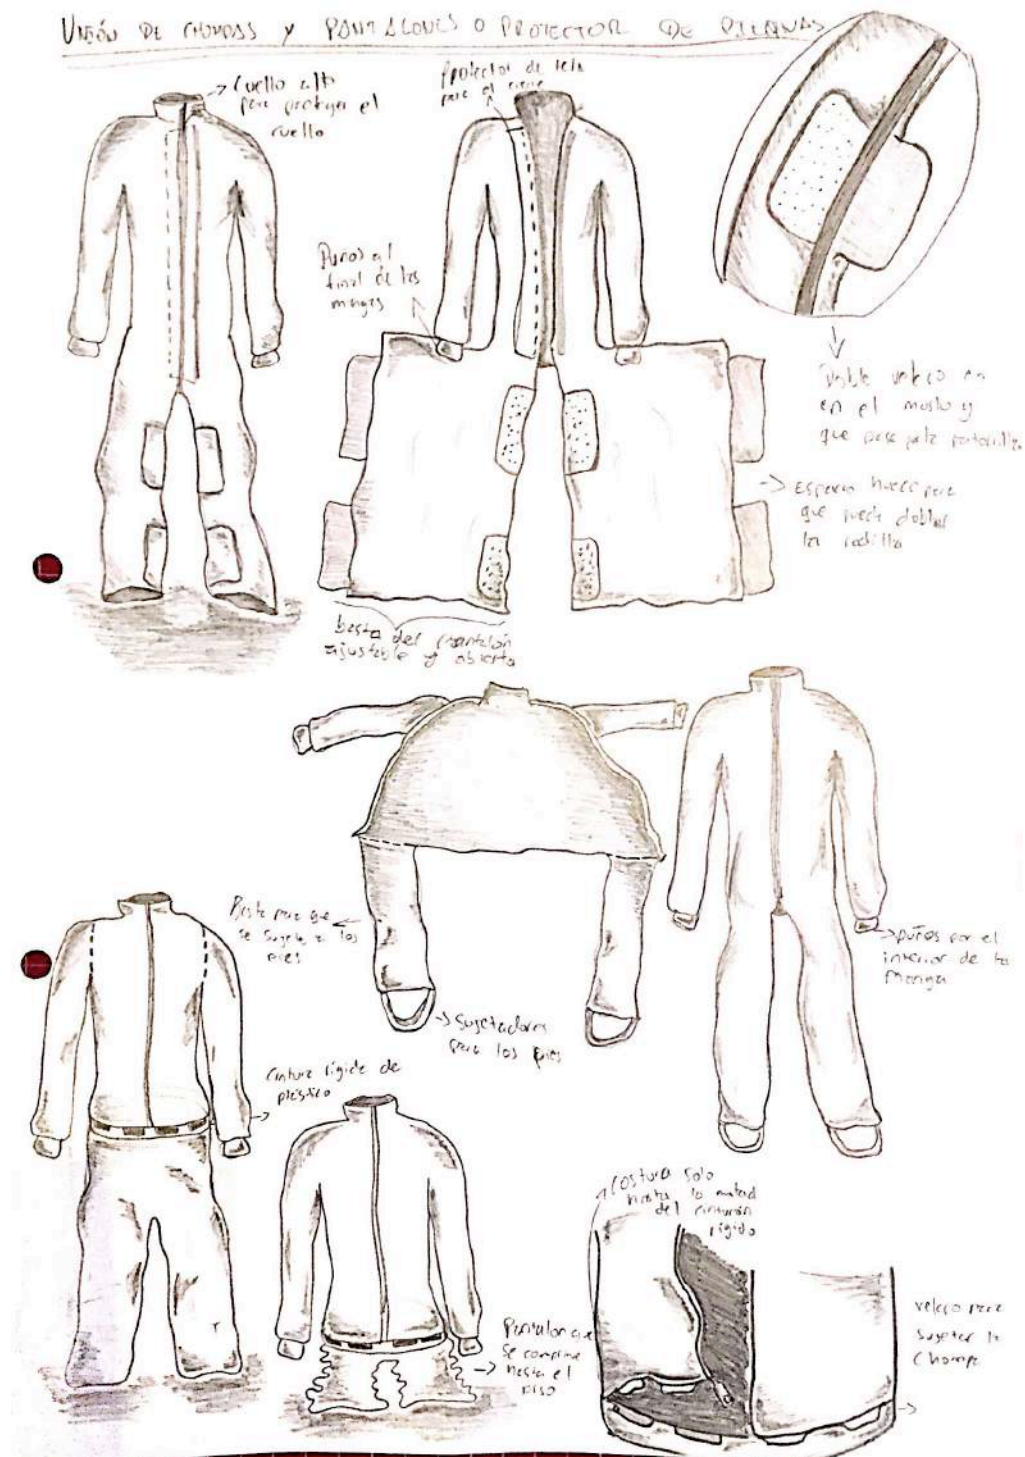 UNIÓN DE CHOMPAS Y PANTALONES O PROTECTOR DE PIERNAS
Cuello alto
para proteger el
cuello
Protector de tela
para el cierre
Puños al
final de las
mangas
Doble velcro en
en el muslo y
que pase pantorrilla
Espacio hueco para
que pueda doblar
la rodilla
basta del pantalón
ajustable y abierta
Basta para que
se sujete a los
pies
Sujetadores
para los pies
puños por el
interior de la
manga
Cintura rígida de
plástico
Pantalon que
se comprime
hasta el
piso
Costura solo
hasta la mitad
del cinturón
rígido
velcro para
sujetar la
Chompa